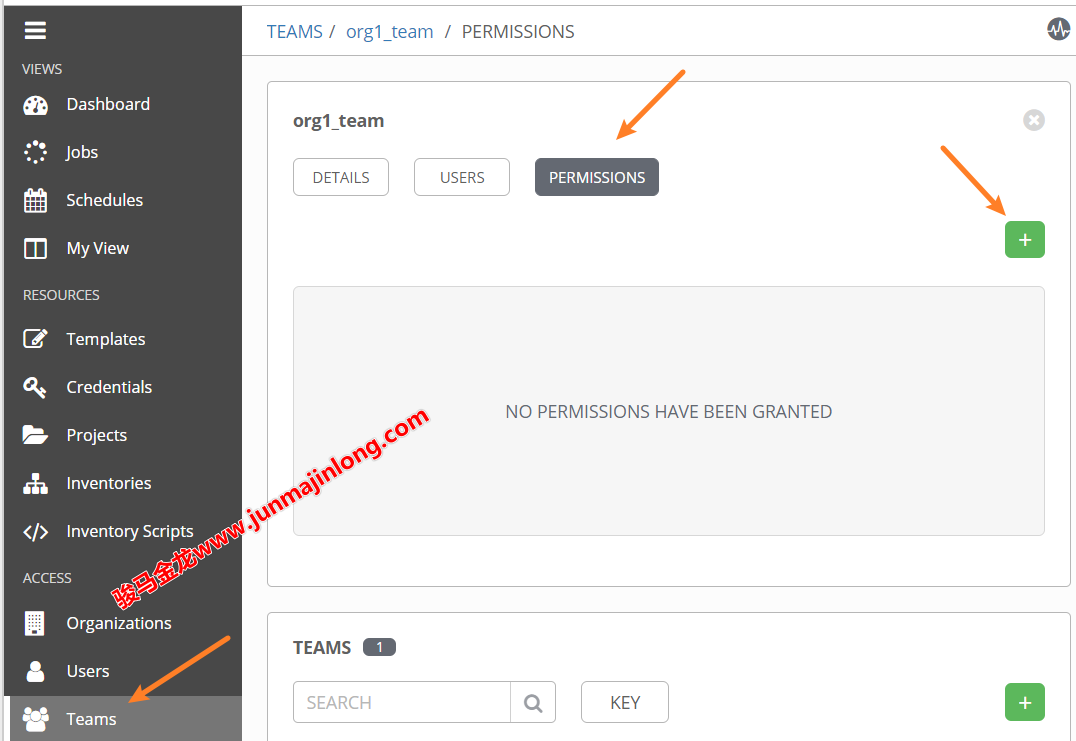 TEAMS / org1_team / PERMISSIONS
VIEWS
Dashboard
Jobs
Schedules
My View
RESOURCES
Templates
Credentials
Projects
Inventories
Inventory Scripts
ACCESS
Organizations
Users
Teams
org1_team
DETAILS USERS PERMISSIONS
+
NO PERMISSIONS HAVE BEEN GRANTED
TEAMS 1
SEARCH KEY +
骏马金龙www.junmajinlong.com